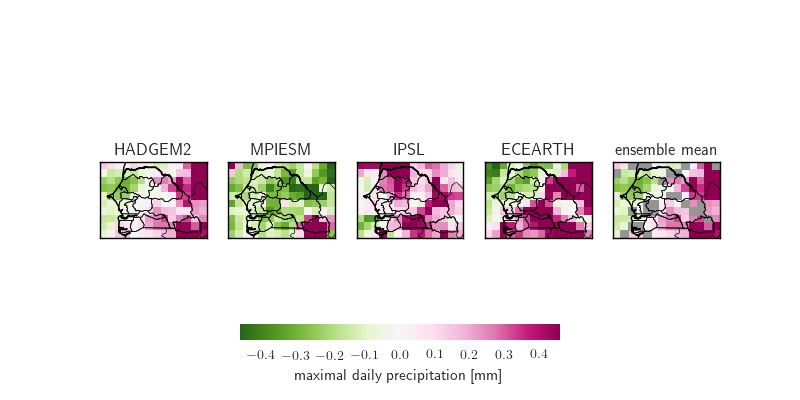 HADGEM2 MPIESM IPSL ECEARTH ensemble mean
−0.4 −0.3 −0.2 −0.1 0.0 0.1 0.2 0.3 0.4
maximal daily precipitation [mm]